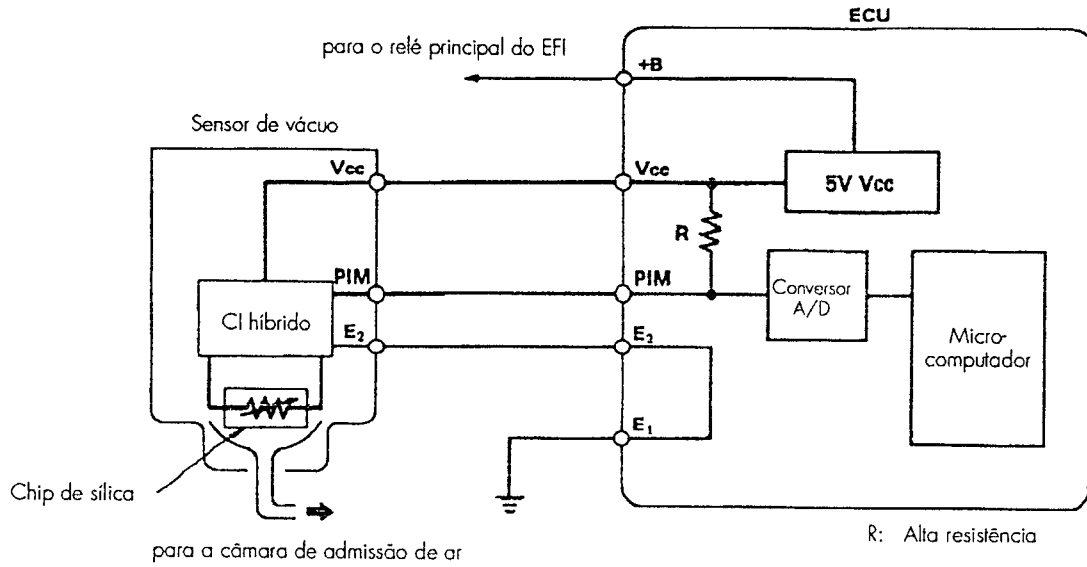 ECU
para o relé principal do EFI
+B
Sensor de vácuo
Vcc
Vcc
5V Vcc
R
PIM
PIM
Conversor
A/D
CI híbrido
E₂
E₂
Micro-
computador
E₁
Chip de sílica
para a câmara de admissão de ar
R: Alta resistência